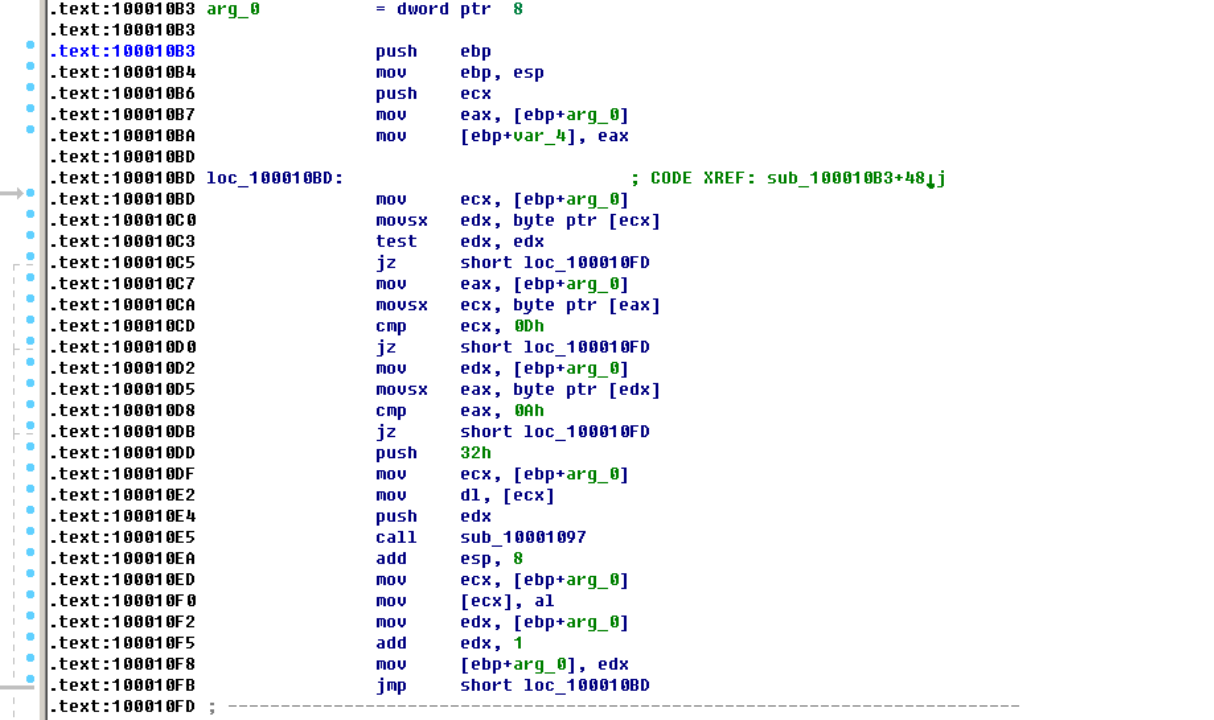 .text:100010B3 arg_0 = dword ptr 8
.text:100010B3
.text:100010B3 push ebp
.text:100010B4 mov ebp, esp
.text:100010B6 push ecx
.text:100010B7 mov eax, [ebp+arg_0]
.text:100010BA mov [ebp+var_4], eax
.text:100010BD
.text:100010BD loc_100010BD: ; CODE XREF: sub_100010B3+48↓j
.text:100010BD mov ecx, [ebp+arg_0]
.text:100010C0 movsx edx, byte ptr [ecx]
.text:100010C3 test edx, edx
.text:100010C5 jz short loc_100010FD
.text:100010C7 mov eax, [ebp+arg_0]
.text:100010CA movsx ecx, byte ptr [eax]
.text:100010CD cmp ecx, 0Dh
.text:100010D0 jz short loc_100010FD
.text:100010D2 mov edx, [ebp+arg_0]
.text:100010D5 movsx eax, byte ptr [edx]
.text:100010D8 cmp eax, 0Ah
.text:100010DB jz short loc_100010FD
.text:100010DD push 32h
.text:100010DF mov ecx, [ebp+arg_0]
.text:100010E2 mov dl, [ecx]
.text:100010E4 push edx
.text:100010E5 call sub_10001097
.text:100010EA add esp, 8
.text:100010ED mov ecx, [ebp+arg_0]
.text:100010F0 mov [ecx], al
.text:100010F2 mov edx, [ebp+arg_0]
.text:100010F5 add edx, 1
.text:100010F8 mov [ebp+arg_0], edx
.text:100010FB jmp short loc_100010BD
.text:100010FD ; ---------------------------------------------------------------------------